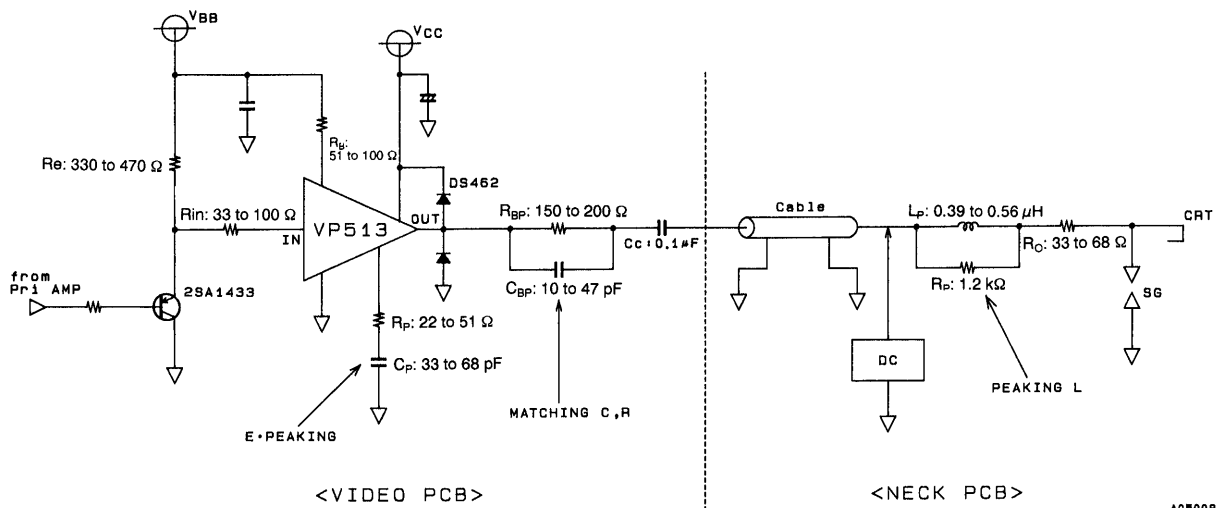 VBB
VCC
RB:
51 to 100 Ω
Re: 330 to 470 Ω
DS462
Rin: 33 to 100 Ω
IN
VP513
OUT
RBP: 150 to 200 Ω
CC:0.1µF
Cable
LP: 0.39 to 0.56 µH
CRT
RO: 33 to 68 Ω
from
Pri AMP
2SA1433
CBP: 10 to 47 pF
RP: 1.2 kΩ
SG
RP: 22 to 51 Ω
DC
CP: 33 to 68 pF
PEAKING L
MATCHING C,R
E•PEAKING
<VIDEO PCB>
<NECK PCB>